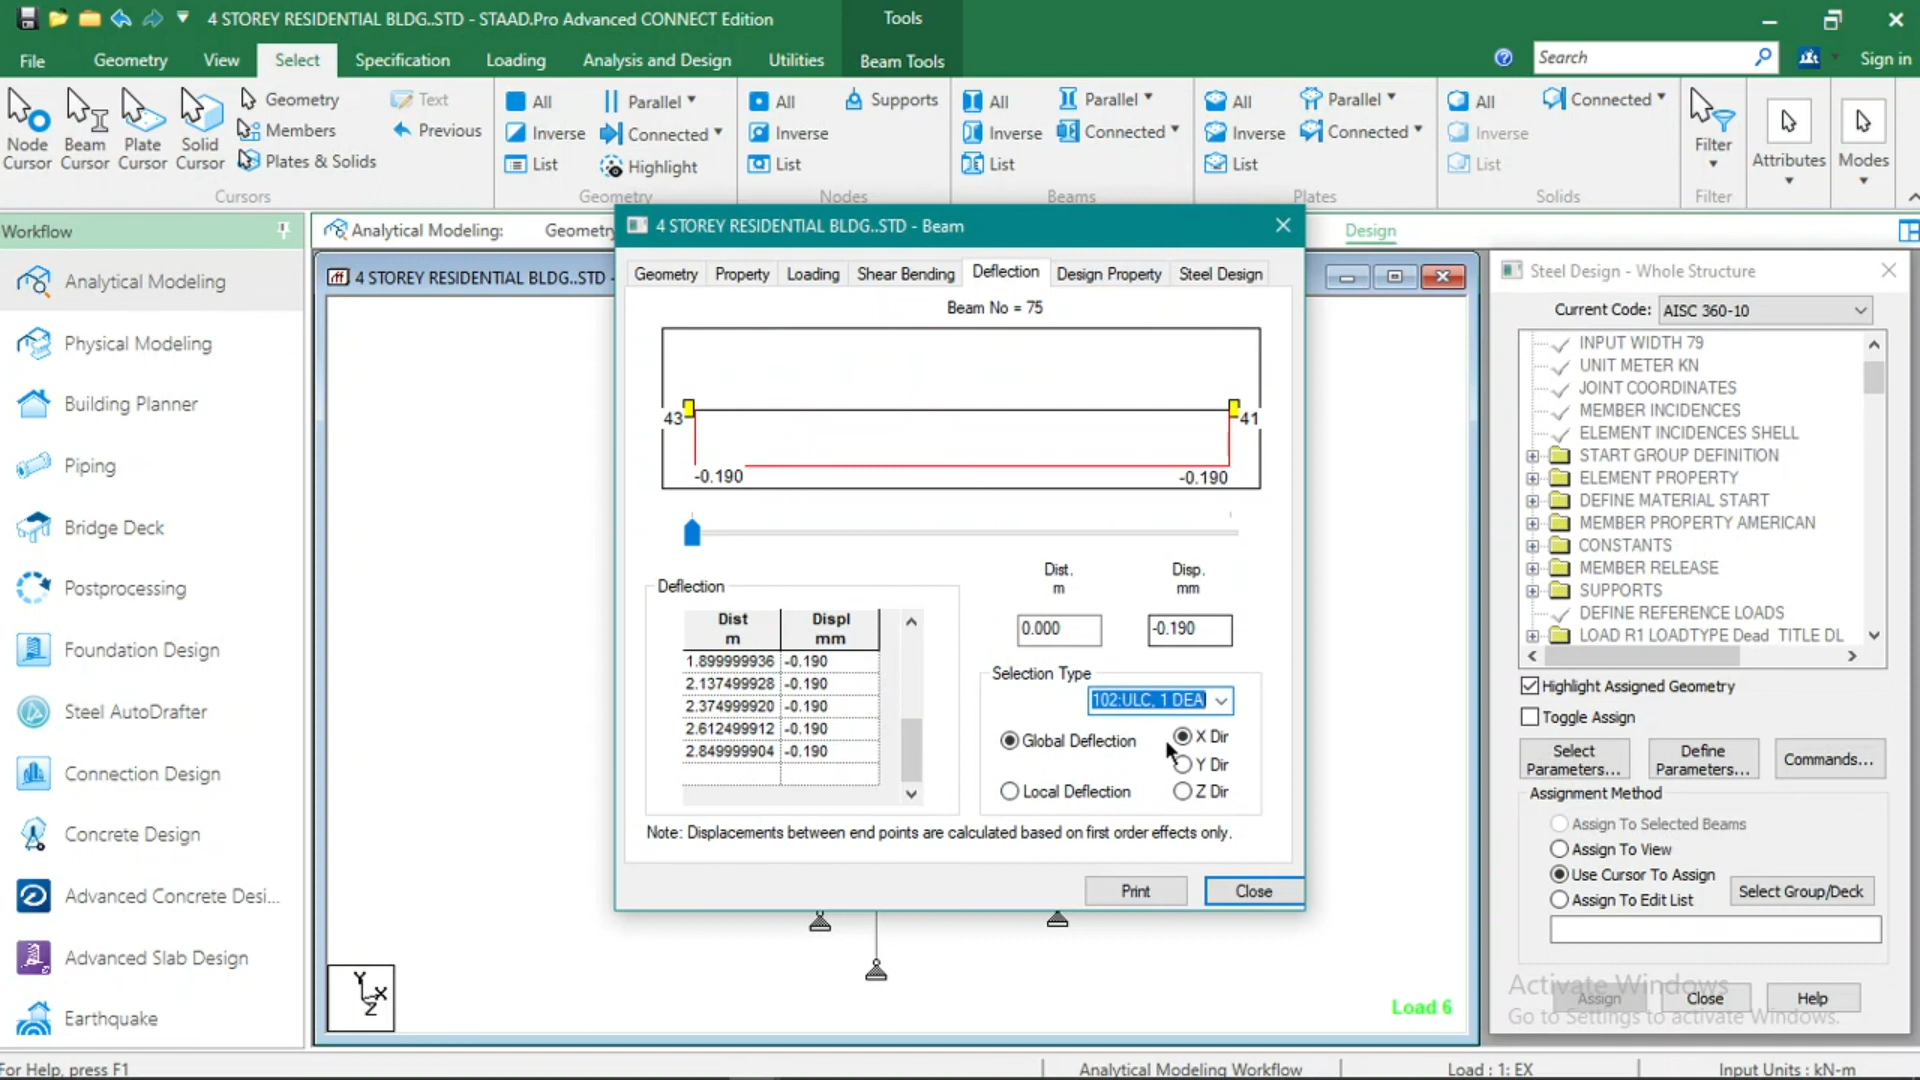 4 STOREY RESIDENTIAL BLDG..STD - STAAD.Pro Advanced CONNECT Edition
Tools
File
Geometry
View
Select
Specification
Loading
Analysis and Design
Utilities
Beam Tools
Search
Sign in
Node Cursor
Beam Cursor
Plate Cursor
Solid Cursor
Geometry
Members
Plates & Solids
Text
Previous
Cursors
All
Inverse
List
Parallel
Connected
Highlight
Geometry
All
Inverse
List
Supports
Nodes
All
Inverse
List
Parallel
Connected
Beams
All
Inverse
List
Parallel
Connected
Plates
All
Inverse
List
Connected
Solids
Filter
Filter
Attributes
Modes
Workflow
Analytical Modeling
Physical Modeling
Building Planner
Piping
Bridge Deck
Postprocessing
Foundation Design
Steel AutoDrafter
Connection Design
Concrete Design
Advanced Concrete Desi...
Advanced Slab Design
Earthquake
Analytical Modeling:
Geometry
Design
4 STOREY RESIDENTIAL BLDG..STD -
4 STOREY RESIDENTIAL BLDG..STD - Beam
Geometry
Property
Loading
Shear Bending
Deflection
Design Property
Steel Design
Beam No = 75
43
41
-0.190
-0.190
Dist.
m
Disp.
mm
0.000
-0.190
Deflection
Dist
m
Displ
mm
1.899999936 -0.190
2.137499928 -0.190
2.374999920 -0.190
2.612499912 -0.190
2.849999904 -0.190
Selection Type
102:ULC, 1 DEA
Global Deflection
Local Deflection
X Dir
Y Dir
Z Dir
Note: Displacements between end points are calculated based on first order effects only.
Print
Close
Y
X
Z
Load 6
Steel Design - Whole Structure
Current Code: AISC 360-10
INPUT WIDTH 79
UNIT METER KN
JOINT COORDINATES
MEMBER INCIDENCES
ELEMENT INCIDENCES SHELL
START GROUP DEFINITION
ELEMENT PROPERTY
DEFINE MATERIAL START
MEMBER PROPERTY AMERICAN
CONSTANTS
MEMBER RELEASE
SUPPORTS
DEFINE REFERENCE LOADS
LOAD R1 LOADTYPE Dead TITLE DL
Highlight Assigned Geometry
Toggle Assign
Select Parameters...
Define Parameters...
Commands...
Assignment Method
Assign To Selected Beams
Assign To View
Use Cursor To Assign
Assign To Edit List
Select Group/Deck
Assign
Close
Help
Activate Windows
Go to Settings to activate Windows.
For Help, press F1
Analytical Modeling Workflow
Load : 1: EX
Input Units : kN-m